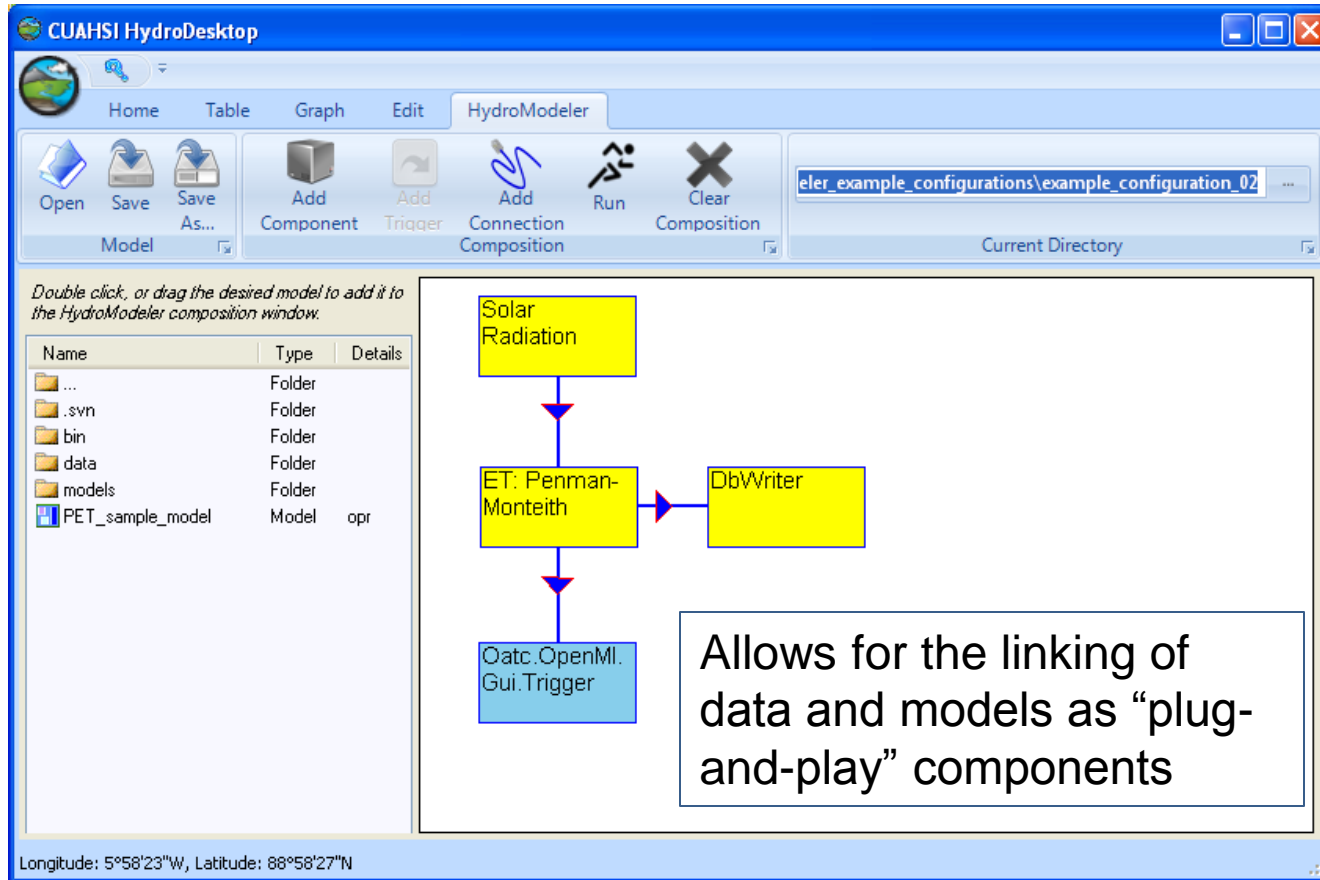 CUAHSI HydroDesktop
Home Table Graph Edit HydroModeler
Open Save Save As... Add Component Add Trigger Add Connection Run Clear Composition
eler_example_configurations\example_configuration_02 ...
Model Composition Current Directory
Double click, or drag the desired model to add it to
the HydroModeler composition window.
Name Type Details
... Folder
.svn Folder
bin Folder
data Folder
models Folder
PET_sample_model Model opr
Solar
Radiation
ET: Penman-
Monteith
DbWriter
Oatc.OpenMI.
Gui.Trigger
Allows for the linking of
data and models as “plug-
and-play” components
Longitude: 5°58'23"W, Latitude: 88°58'27"N